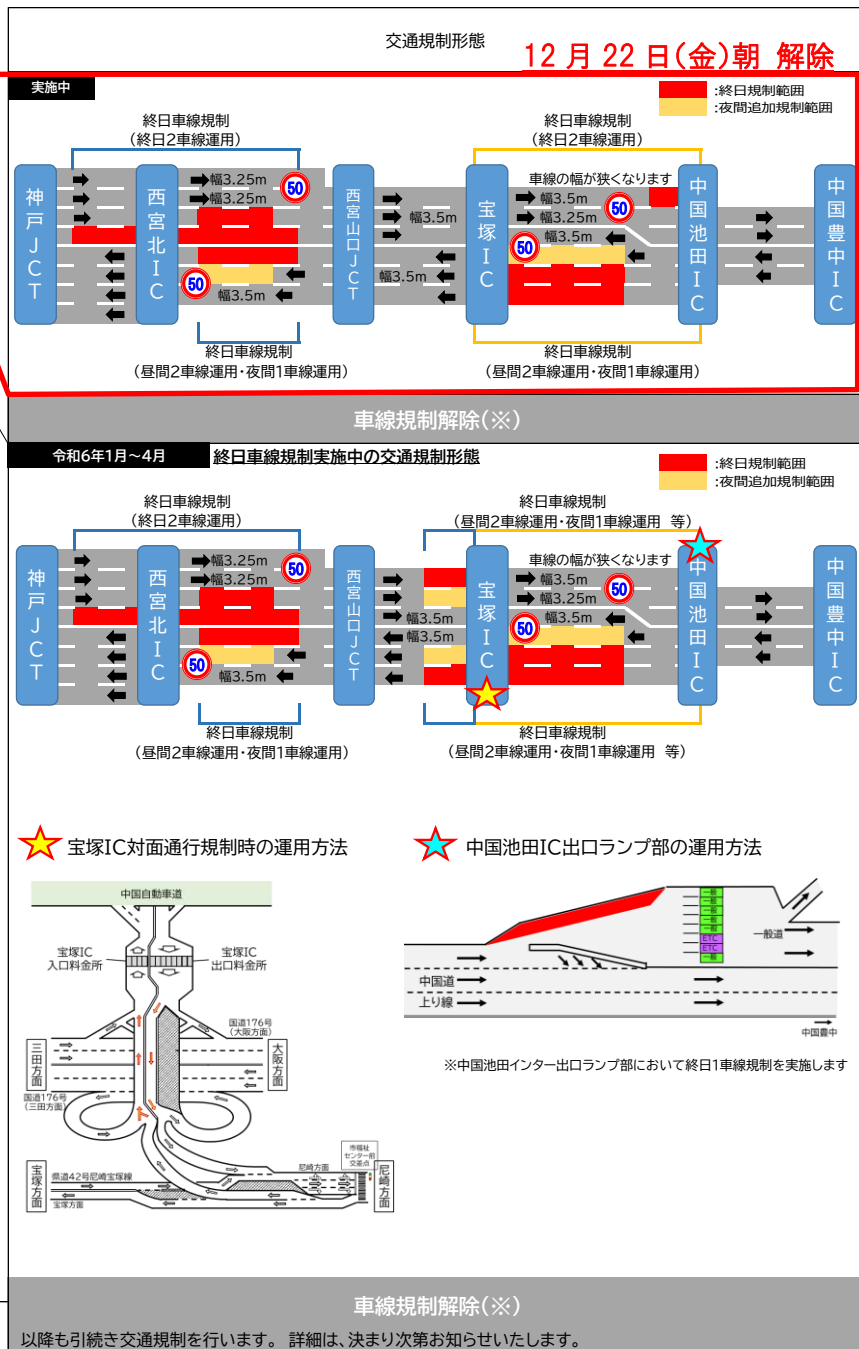 交通規制形態
12月22日(金)朝 解除
実施中
:終日規制範囲
:夜間追加規制範囲
終日車線規制
(終日2車線運用)
終日車線規制
(終日2車線運用)
神戸JCT
西宮北IC
西宮山口JCT
宝塚IC
中国池田IC
中国豊中IC
幅3.25m
幅3.25m
50
幅3.5m
幅3.5m
50
幅3.5m
車線の幅が狭くなります
幅3.5m
幅3.25m
50
幅3.5m
50
終日車線規制
(昼間2車線運用・夜間1車線運用)
終日車線規制
(昼間2車線運用・夜間1車線運用)
車線規制解除(※)
令和6年1月~4月
終日車線規制実施中の交通規制形態
:終日規制範囲
:夜間追加規制範囲
終日車線規制
(終日2車線運用)
終日車線規制
(昼間2車線運用・夜間1車線運用 等)
神戸JCT
西宮北IC
西宮山口JCT
宝塚IC
中国池田IC
中国豊中IC
幅3.25m
幅3.25m
50
幅3.5m
幅3.5m
50
幅3.5m
車線の幅が狭くなります
幅3.5m
幅3.25m
50
幅3.5m
50
終日車線規制
(昼間2車線運用・夜間1車線運用)
終日車線規制
(昼間2車線運用・夜間1車線運用 等)
宝塚IC対面通行規制時の運用方法
中国自動車道
宝塚IC
入口料金所
宝塚IC
出口料金所
国道176号
(大阪方面)
三田方面
大阪方面
国道176号
(三田方面)
市福祉
センター前
交差点
尼崎方面
宝塚方面
県道42号尼崎宝塚線
宝塚方面
尼崎方面
中国池田IC出口ランプ部の運用方法
一般
一般
一般
一般
一般
ETC
ETC
一般
一般道
中国道
上り線
中国豊中
※中国池田インター出口ランプ部において終日1車線規制を実施します
車線規制解除(※)
以降も引続き交通規制を行います。 詳細は、決まり次第お知らせいたします。